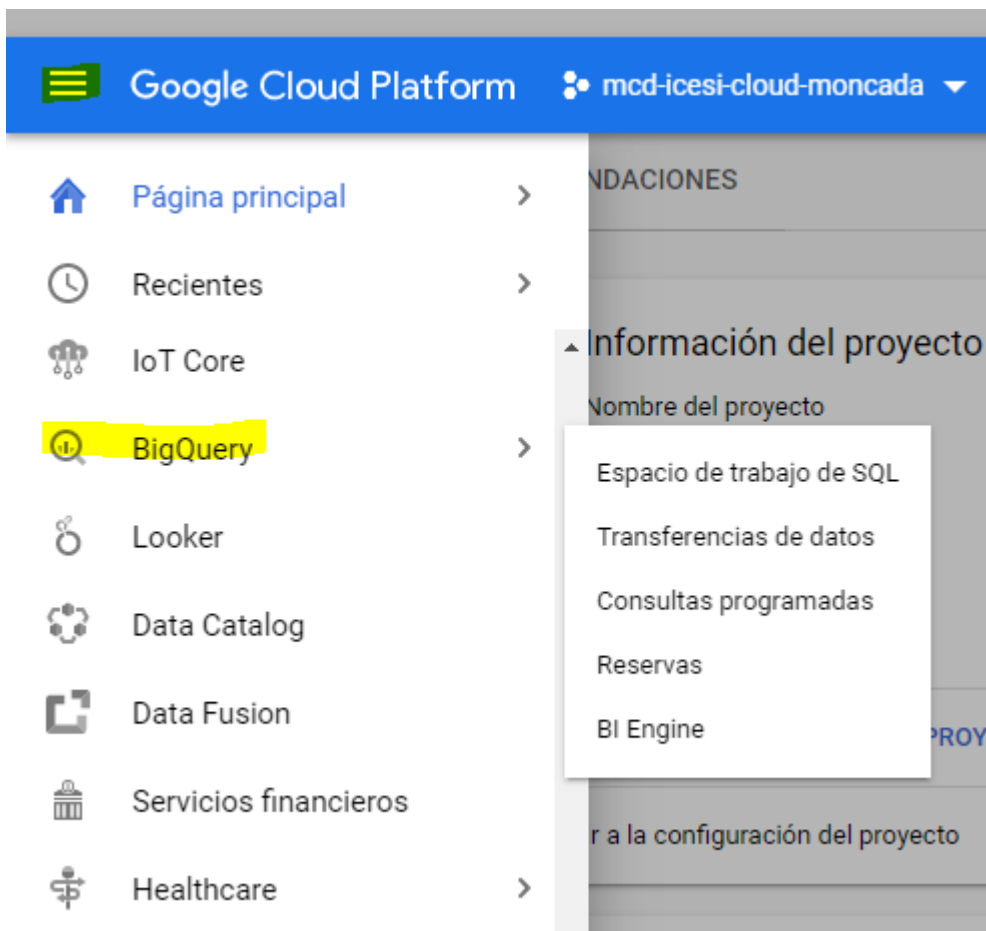 Google Cloud Platform mcd-icesi-cloud-moncada
Página principal
Recientes
IoT Core
BigQuery
Looker
Data Catalog
Data Fusion
Servicios financieros
Healthcare
NDACIONES
Información del proyecto
Nombre del proyecto
Espacio de trabajo de SQL
Transferencias de datos
Consultas programadas
Reservas
BI Engine
PROY
r a la configuración del proyecto